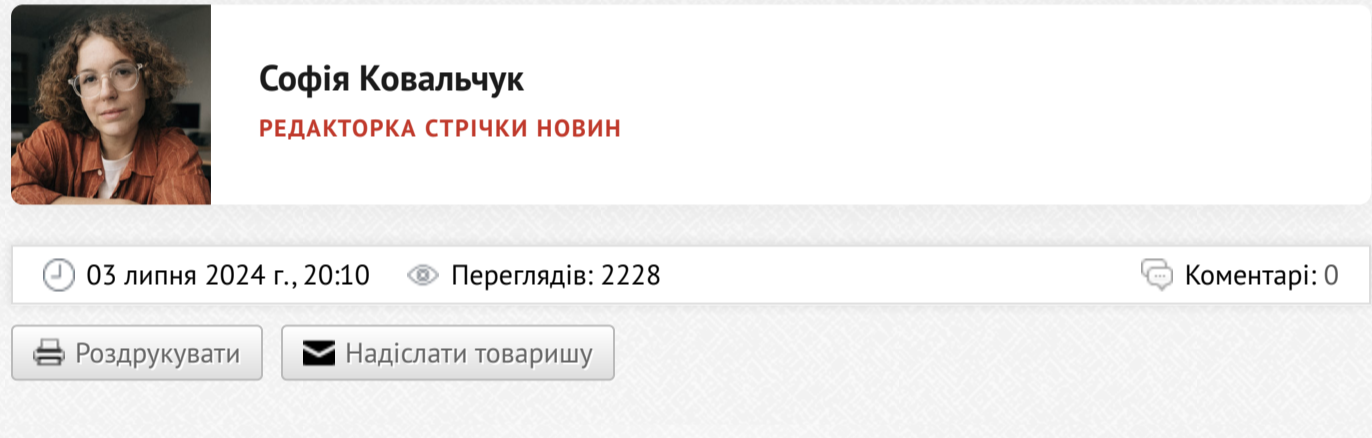 Софія Ковальчук
РЕДАКТОРКА СТРІЧКИ НОВИН
03 липня 2024 г., 20:10 Переглядів: 2228 Коментарі: 0
Роздрукувати Надіслати товаришу